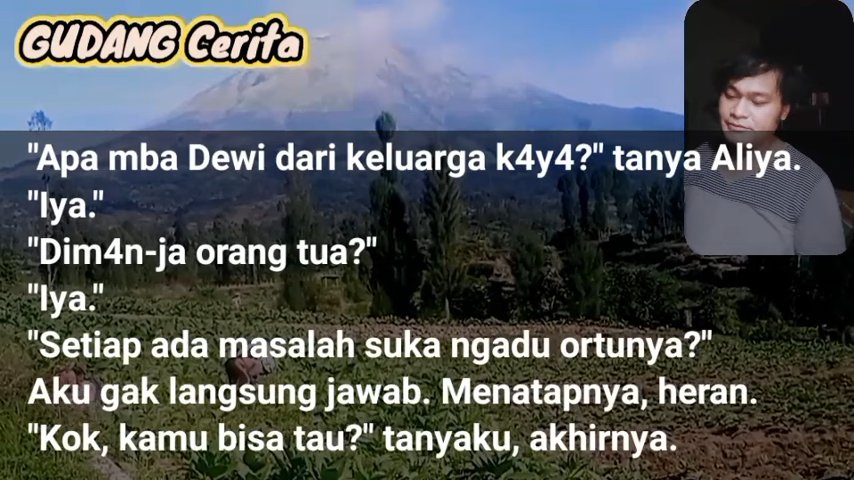 GUDANG Cerita
"Apa mba Dewi dari keluarga k4y4?" tanya Aliya.
"Iya."
"Dim4n-ja orang tua?"
"Iya."
"Setiap ada masalah suka ngadu ortunya?"
Aku gak langsung jawab. Menatapnya, heran.
"Kok, kamu bisa tau?" tanyaku, akhirnya.